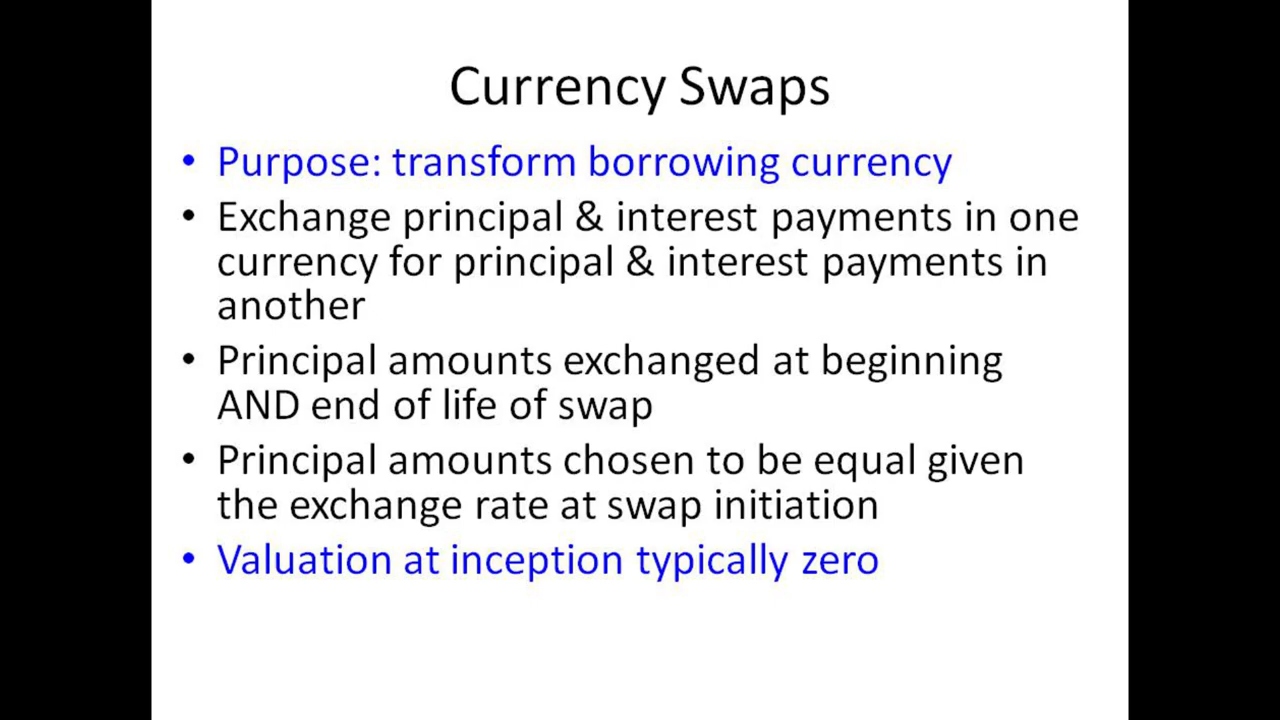 Currency Swaps
• Purpose: transform borrowing currency
• Exchange principal & interest payments in one
currency for principal & interest payments in
another
• Principal amounts exchanged at beginning
AND end of life of swap
• Principal amounts chosen to be equal given
the exchange rate at swap initiation
• Valuation at inception typically zero